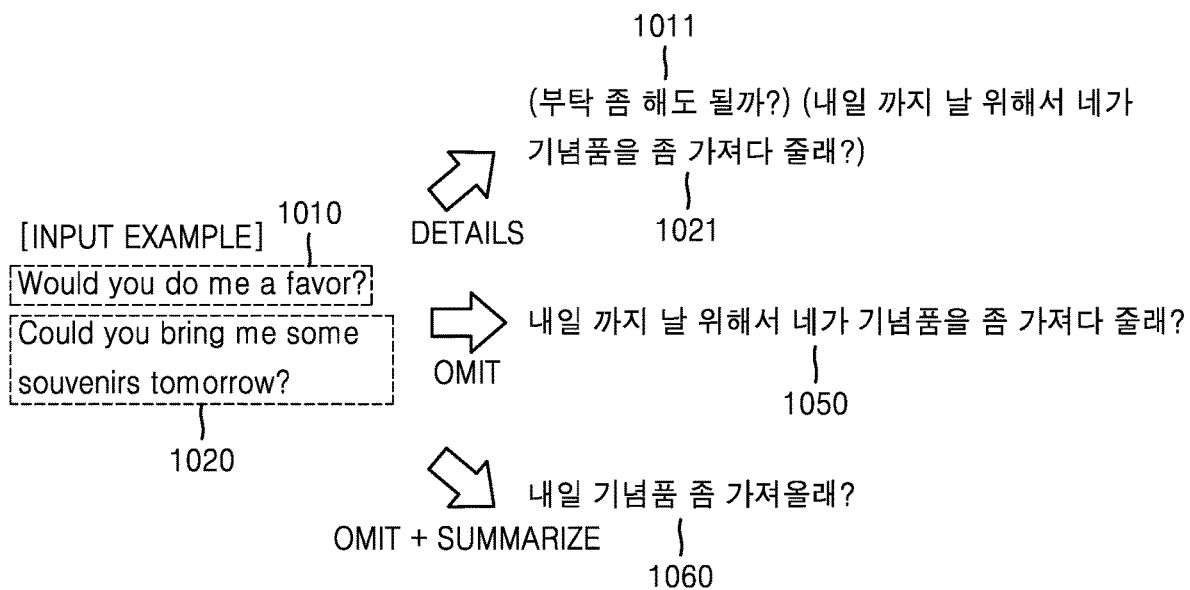 1011
(부탁 좀 해도 될까?) (내일 까지 날 위해서 네가
기념품을 좀 가져다 줄래?)
1021
DETAILS
1010
[INPUT EXAMPLE]
Would you do me a favor?
Could you bring me some
souvenirs tomorrow?
1020
내일 까지 날 위해서 네가 기념품을 좀 가져다 줄래?
OMIT
1050
내일 기념품 좀 가져올래?
OMIT + SUMMARIZE
1060